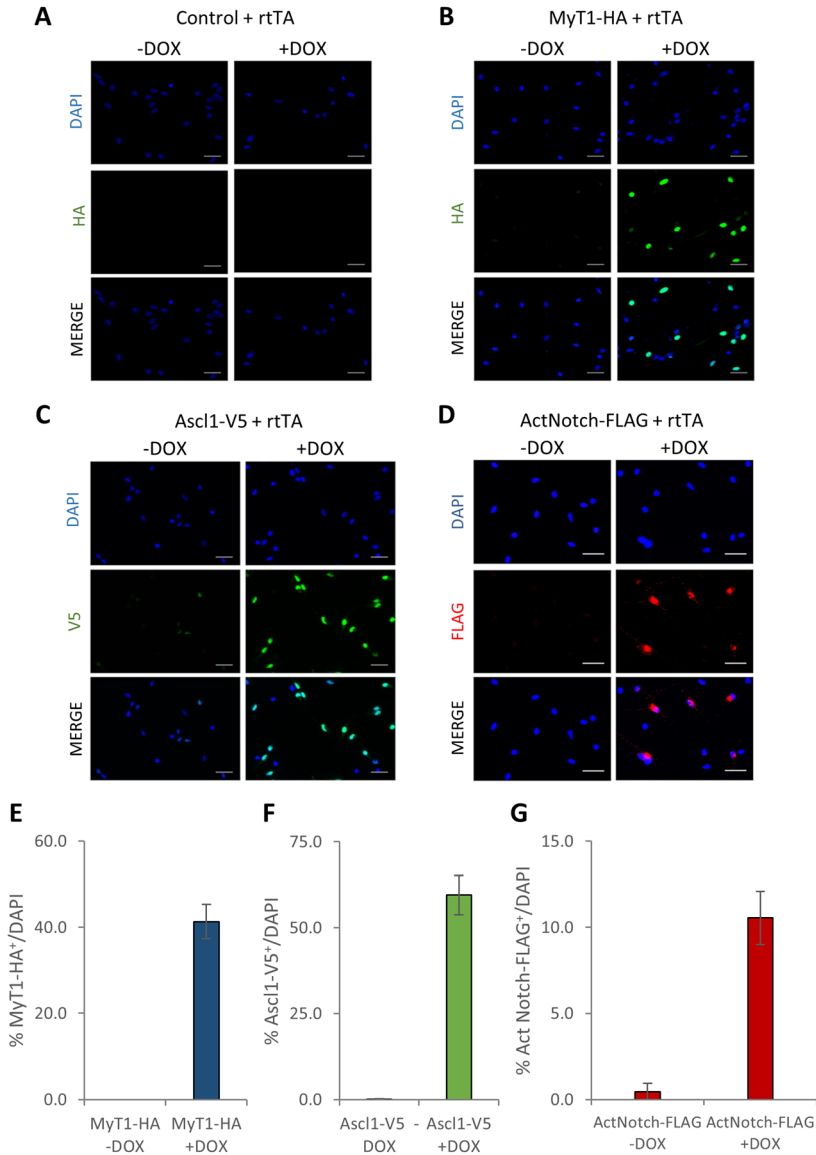 A
Control + rtTA
-DOX
+DOX
DAPI
HA
MERGE
B
MyT1-HA + rtTA
-DOX
+DOX
DAPI
HA
MERGE
C
Ascl1-V5 + rtTA
-DOX
+DOX
DAPI
V5
MERGE
D
ActNotch-FLAG + rtTA
-DOX
+DOX
DAPI
FLAG
MERGE
E
% MyT1-HA⁺/DAPI
60.0
40.0
20.0
0.0
MyT1-HA MyT1-HA
-DOX +DOX
F
% Ascl1-V5⁺/DAPI
75.0
50.0
25.0
0.0
Ascl1-V5 - Ascl1-V5
DOX +DOX
G
% Act Notch-FLAG⁺/DAPI
15.0
10.0
5.0
0.0
ActNotch-FLAG ActNotch-FLAG
-DOX +DOX